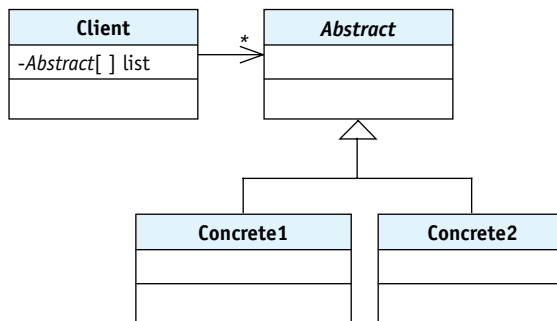 Client
Abstract
-Abstract[ ] list
*
Concrete1
Concrete2